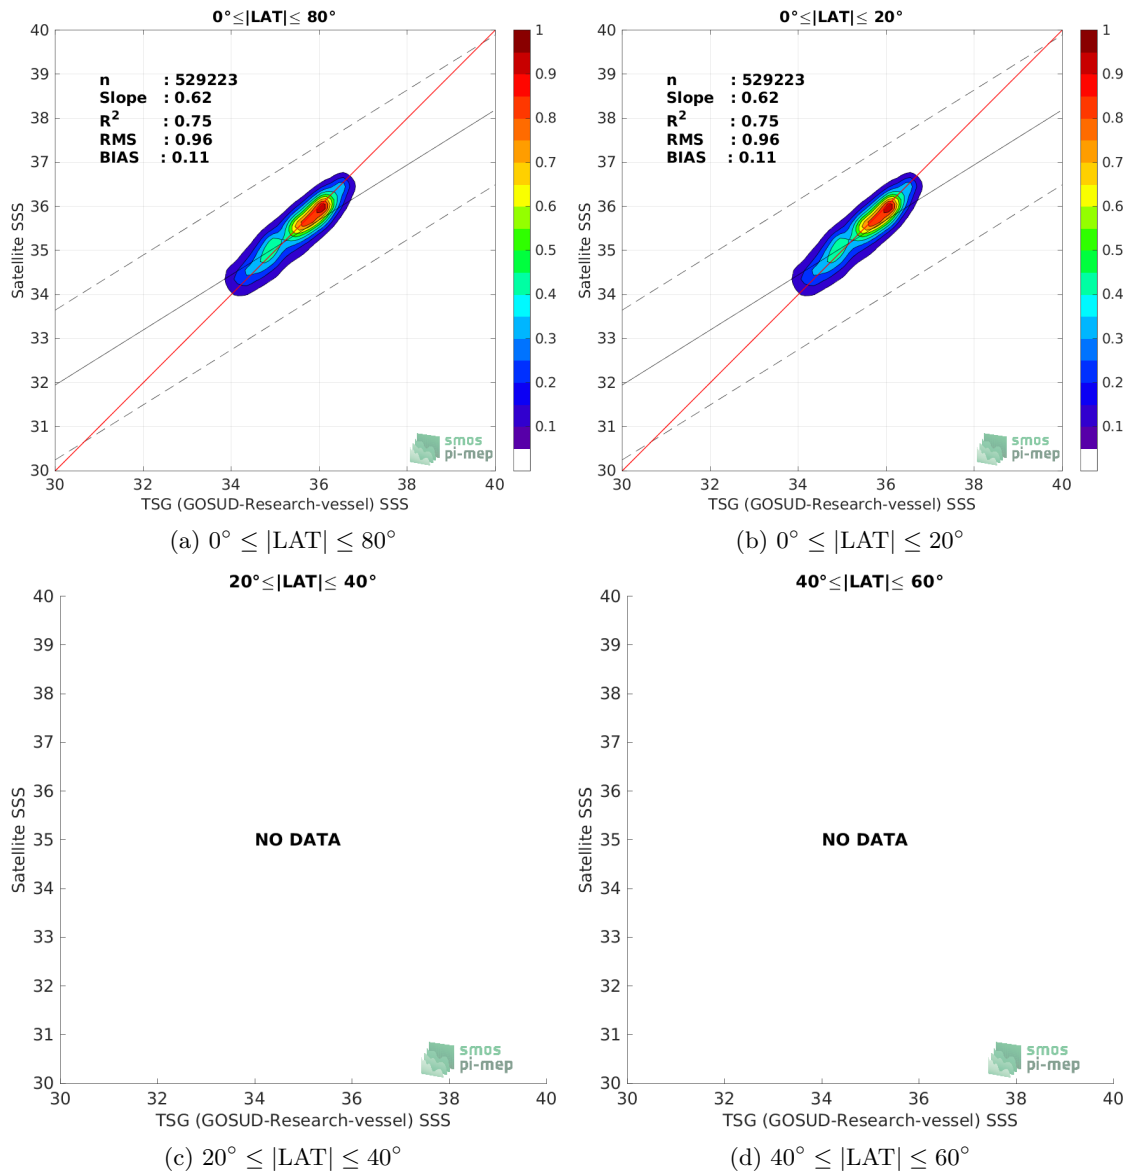 0°≤|LAT|≤ 80°
40
39
38
37
36
35
34
33
32
31
30
n : 529223
Slope : 0.62
R² : 0.75
RMS : 0.96
BIAS : 0.11
1
0.9
0.8
0.7
0.6
0.5
0.4
0.3
0.2
0.1
Satellite SSS
smos
pi-mep
30 32 34 36 38 40
TSG (GOSUD-Research-vessel) SSS
(a) 0° ≤ |LAT| ≤ 80°
0°≤|LAT|≤ 20°
40
39
38
37
36
35
34
33
32
31
30
n : 529223
Slope : 0.62
R² : 0.75
RMS : 0.96
BIAS : 0.11
1
0.9
0.8
0.7
0.6
0.5
0.4
0.3
0.2
0.1
Satellite SSS
smos
pi-mep
30 32 34 36 38 40
TSG (GOSUD-Research-vessel) SSS
(b) 0° ≤ |LAT| ≤ 20°
20°≤|LAT|≤ 40°
40
39
38
37
36
35
34
33
32
31
30
Satellite SSS
NO DATA
smos
pi-mep
30 32 34 36 38 40
TSG (GOSUD-Research-vessel) SSS
(c) 20° ≤ |LAT| ≤ 40°
40°≤|LAT|≤ 60°
40
39
38
37
36
35
34
33
32
31
30
Satellite SSS
NO DATA
smos
pi-mep
30 32 34 36 38 40
TSG (GOSUD-Research-vessel) SSS
(d) 40° ≤ |LAT| ≤ 60°